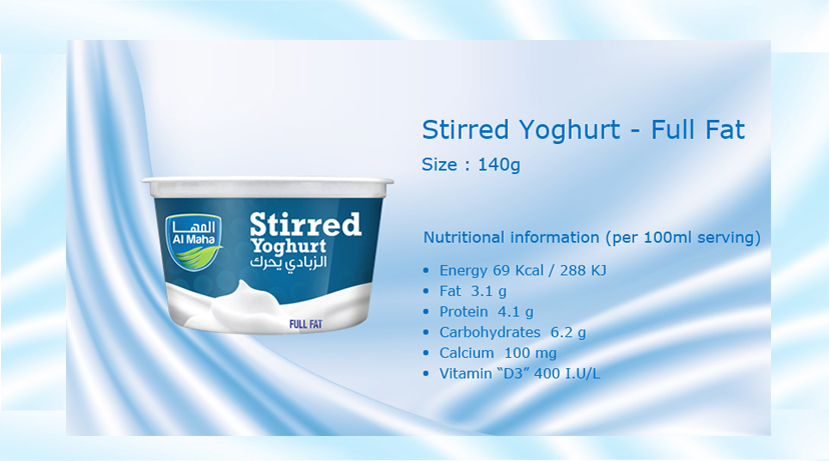 Stirred Yoghurt - Full Fat
Size : 140g
المها
Al Maha
Stirred
Yoghurt
الزبادي يحرك
FULL FAT
Nutritional information (per 100ml serving)
• Energy 69 Kcal / 288 KJ
• Fat 3.1 g
• Protein 4.1 g
• Carbohydrates 6.2 g
• Calcium 100 mg
• Vitamin “D3” 400 I.U/L